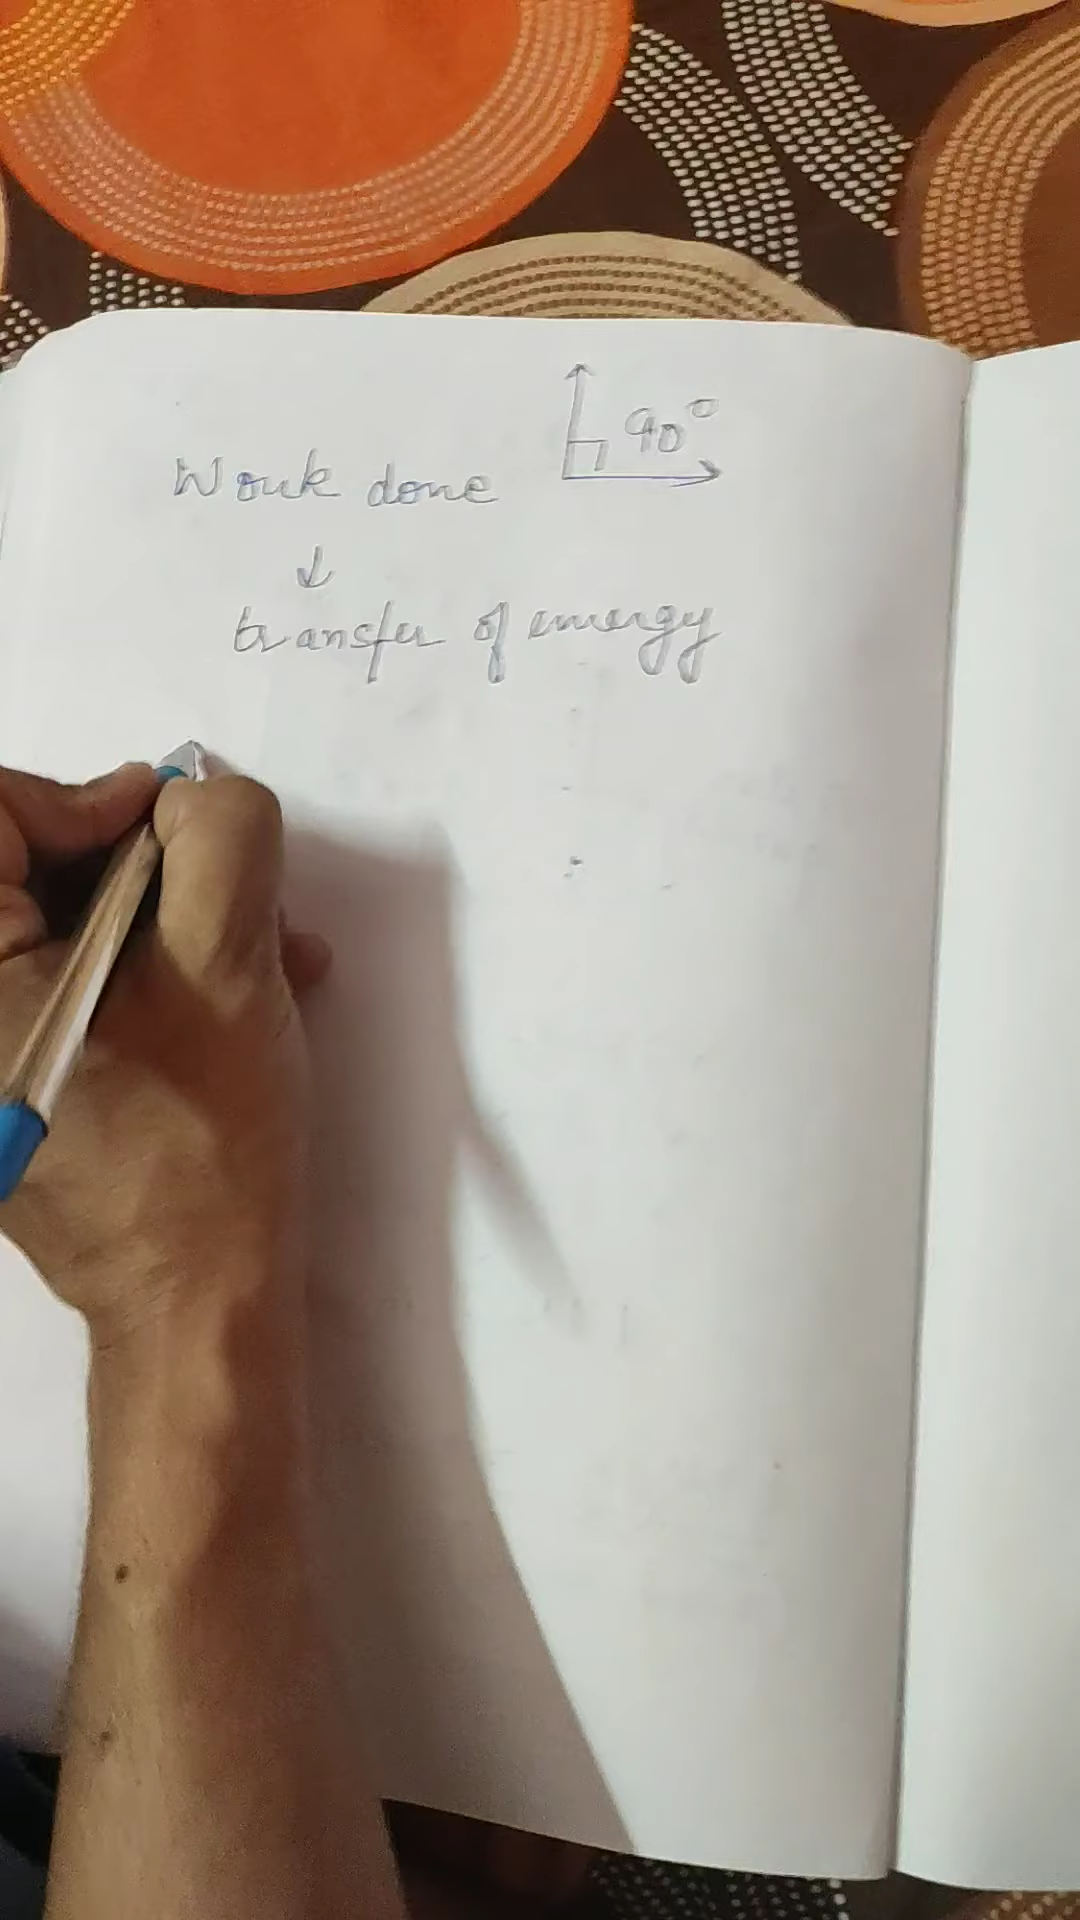 90°
Work done
↓
transfer of energy